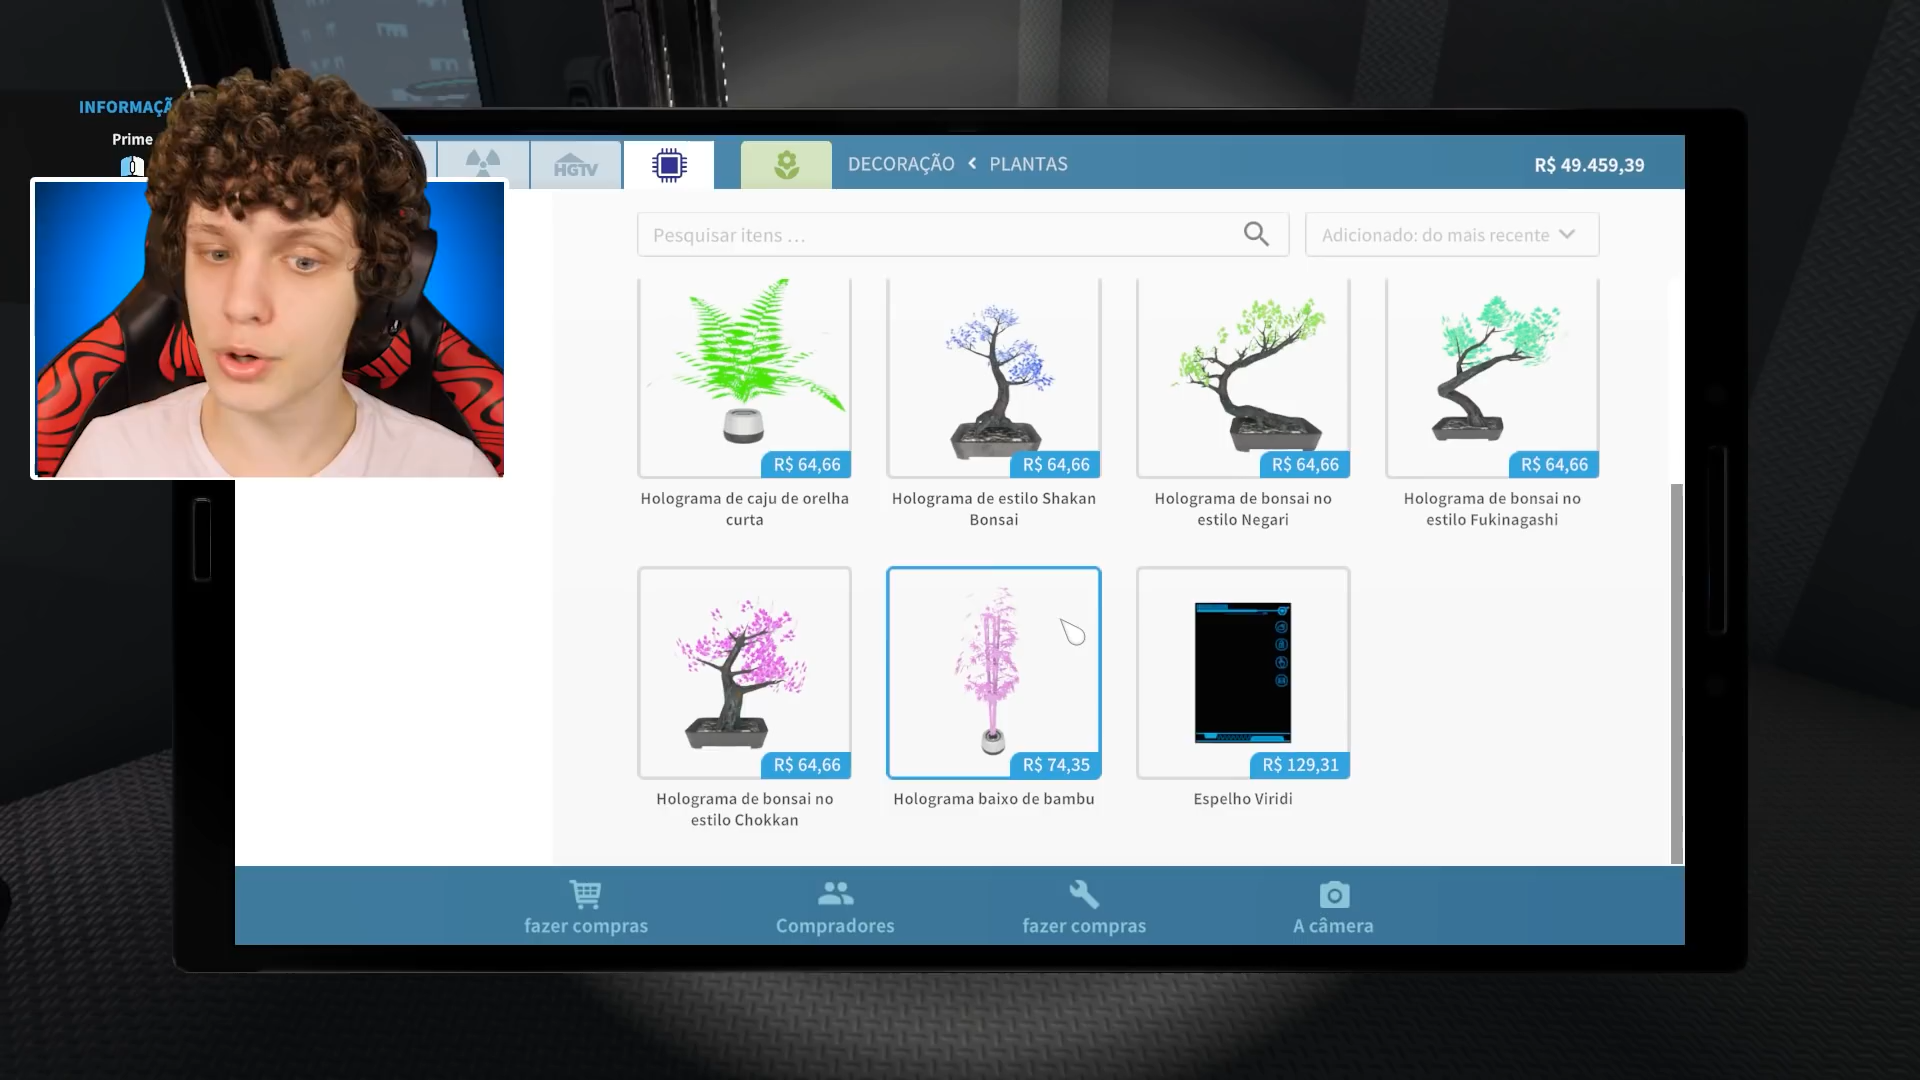 INFORMAÇÃ
Prime
HGTV
DECORAÇÃO < PLANTAS
R$ 49.459,39
Pesquisar itens ...
Adicionado: do mais recente
R$ 64,66
R$ 64,66
R$ 64,66
R$ 64,66
Holograma de caju de orelha
curta
Holograma de estilo Shakan
Bonsai
Holograma de bonsai no
estilo Negari
Holograma de bonsai no
estilo Fukinagashi
R$ 64,66
R$ 74,35
R$ 129,31
Holograma de bonsai no
estilo Chokkan
Holograma baixo de bambu
Espelho Viridi
fazer compras
Compradores
fazer compras
A câmera